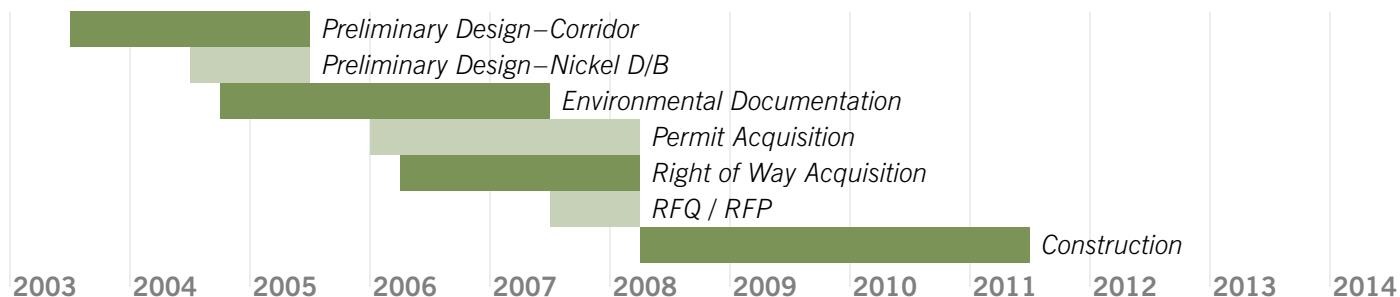 Preliminary Design–Corridor
Preliminary Design–Nickel D/B
Environmental Documentation
Permit Acquisition
Right of Way Acquisition
RFQ / RFP
Construction
2003 2004 2005 2006 2007 2008 2009 2010 2011 2012 2013 2014